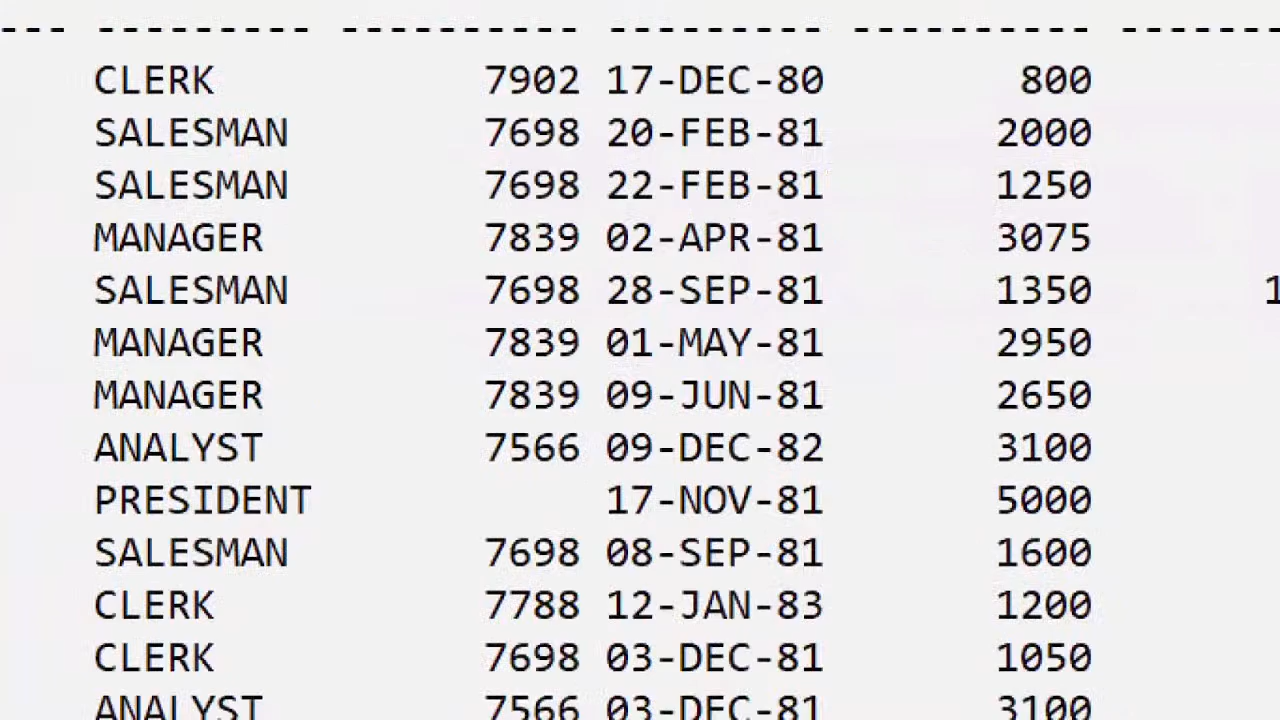 --- --------- ---------- --------- ---------- -------
CLERK 7902 17-DEC-80 800
SALESMAN 7698 20-FEB-81 2000
SALESMAN 7698 22-FEB-81 1250
MANAGER 7839 02-APR-81 3075
SALESMAN 7698 28-SEP-81 1350 1
MANAGER 7839 01-MAY-81 2950
MANAGER 7839 09-JUN-81 2650
ANALYST 7566 09-DEC-82 3100
PRESIDENT 17-NOV-81 5000
SALESMAN 7698 08-SEP-81 1600
CLERK 7788 12-JAN-83 1200
CLERK 7698 03-DEC-81 1050
ANALYST 7566 03-DEC-81 3100